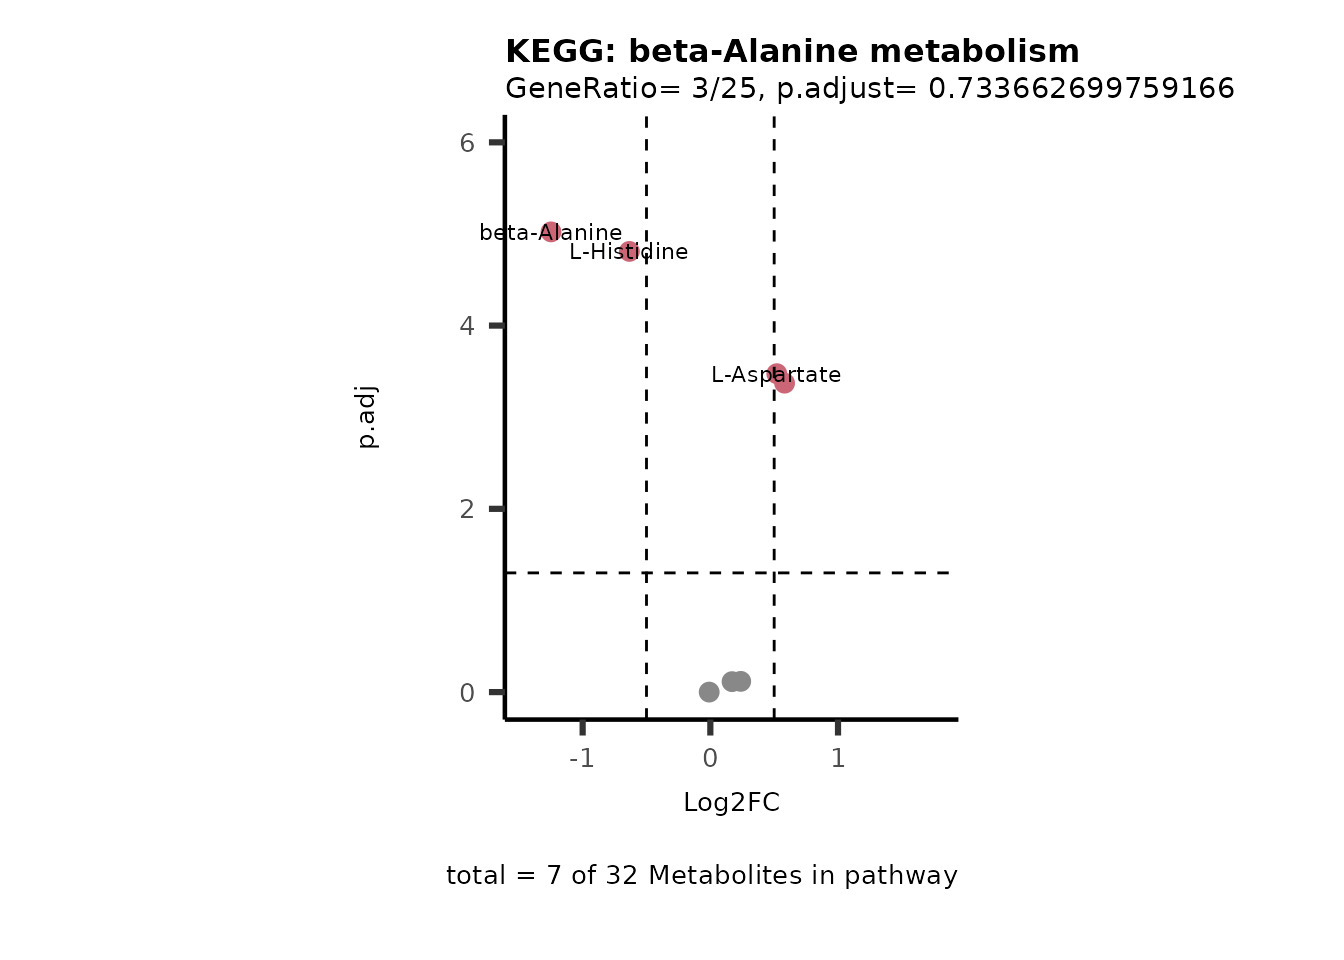 KEGG: beta-Alanine metabolism
GeneRatio= 3/25, p.adjust= 0.733662699759166
6
beta-Alanine
L-Histidine
4
L-Aspartate
p.adj
2
0
-1 0 1
Log2FC
total = 7 of 32 Metabolites in pathway